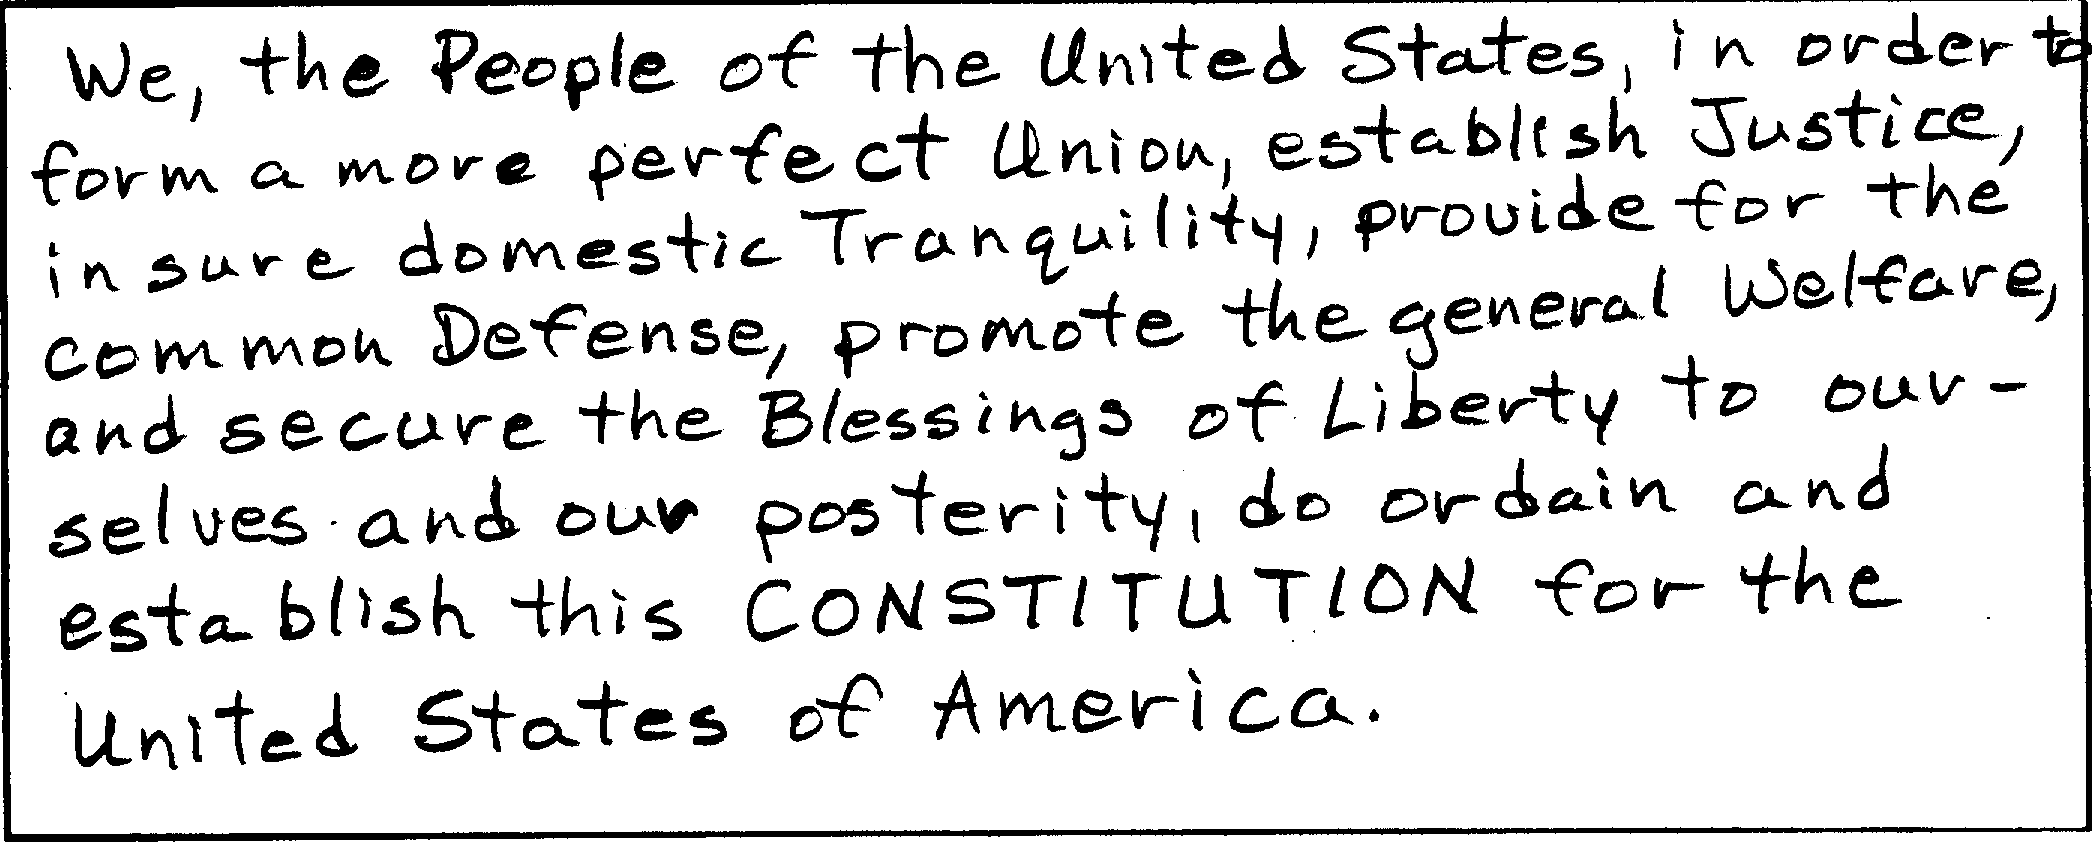 We, the People of the United States, in order to
form a more perfect Union, establish Justice,
insure domestic Tranquility, provide for the
common Defense, promote the general Welfare,
and secure the Blessings of Liberty to our-
selves and our posterity, do ordain and
establish this CONSTITUTION for the
United States of America.